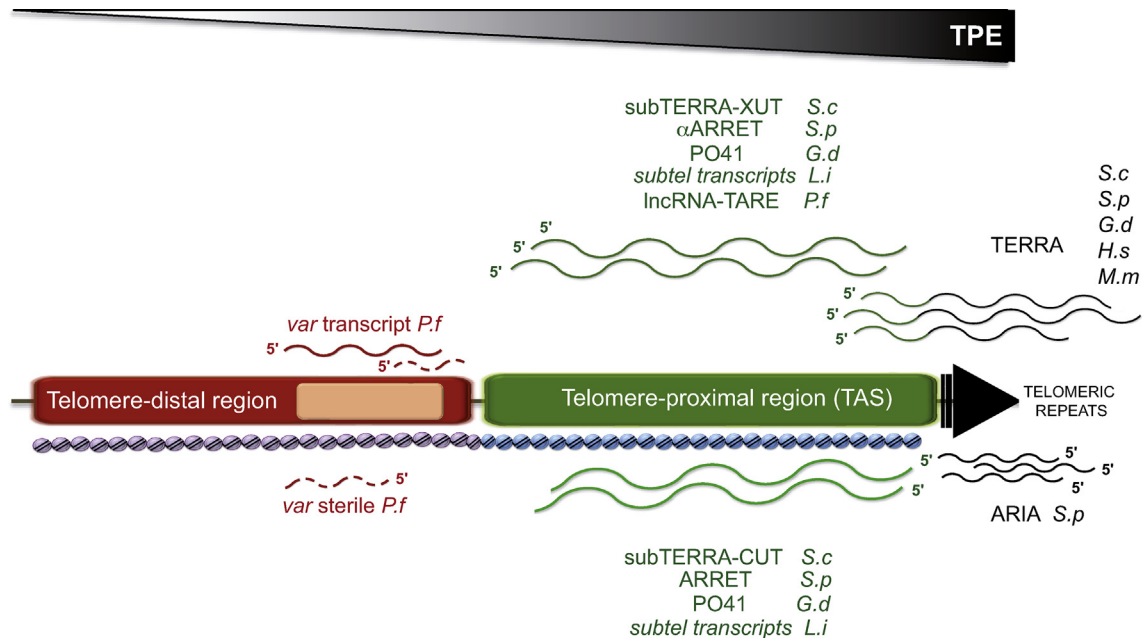 TPE
subTERRA-XUT S.c
αARRET S.p
PO41 G.d
subtel transcripts L.i
lncRNA-TARE P.f
S.c
S.p
G.d
H.s
M.m
TERRA
5'
5'
5'
5'
5'
var transcript P.f
5'
5'
Telomere-distal region
Telomere-proximal region (TAS)
TELOMERIC
REPEATS
5'
5'
5'
5'
5'
5'
var sterile P.f
ARIA S.p
subTERRA-CUT S.c
ARRET S.p
PO41 G.d
subtel transcripts L.i